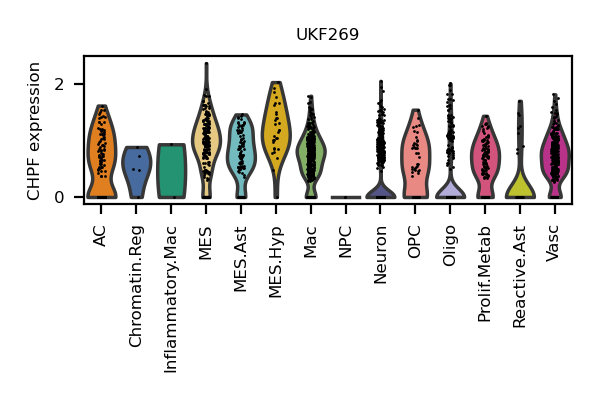 UKF269
CHPF expression
2
0
AC
Chromatin.Reg
Inflammatory.Mac
MES
MES.Ast
MES.Hyp
Mac
NPC
Neuron
OPC
Oligo
Prolif.Metab
Reactive.Ast
Vasc